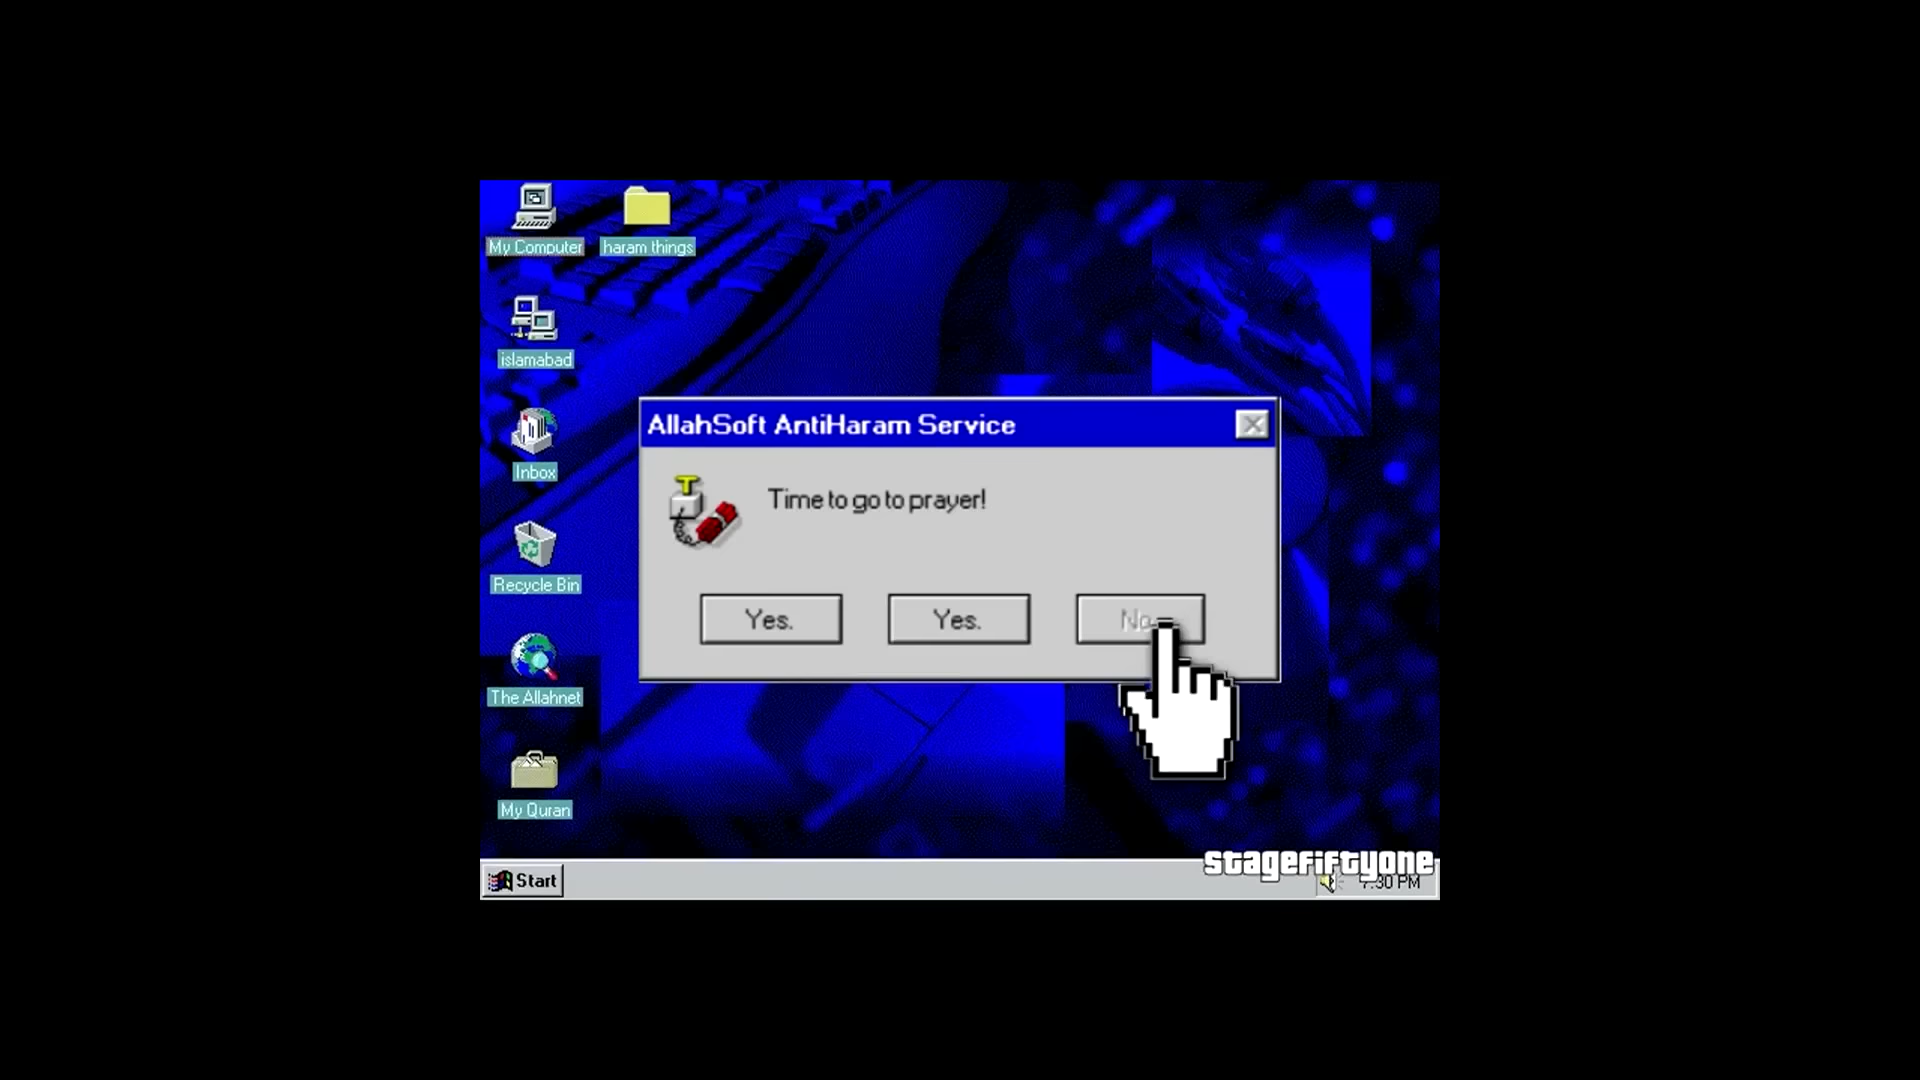 My Computer
haram things
islamabad
Inbox
Recycle Bin
The Allahnet
My Quran
AllahSoft AntiHaram Service
Time to go to prayer!
Yes.
Yes.
No
stagefiftyone
Start
7:30 PM